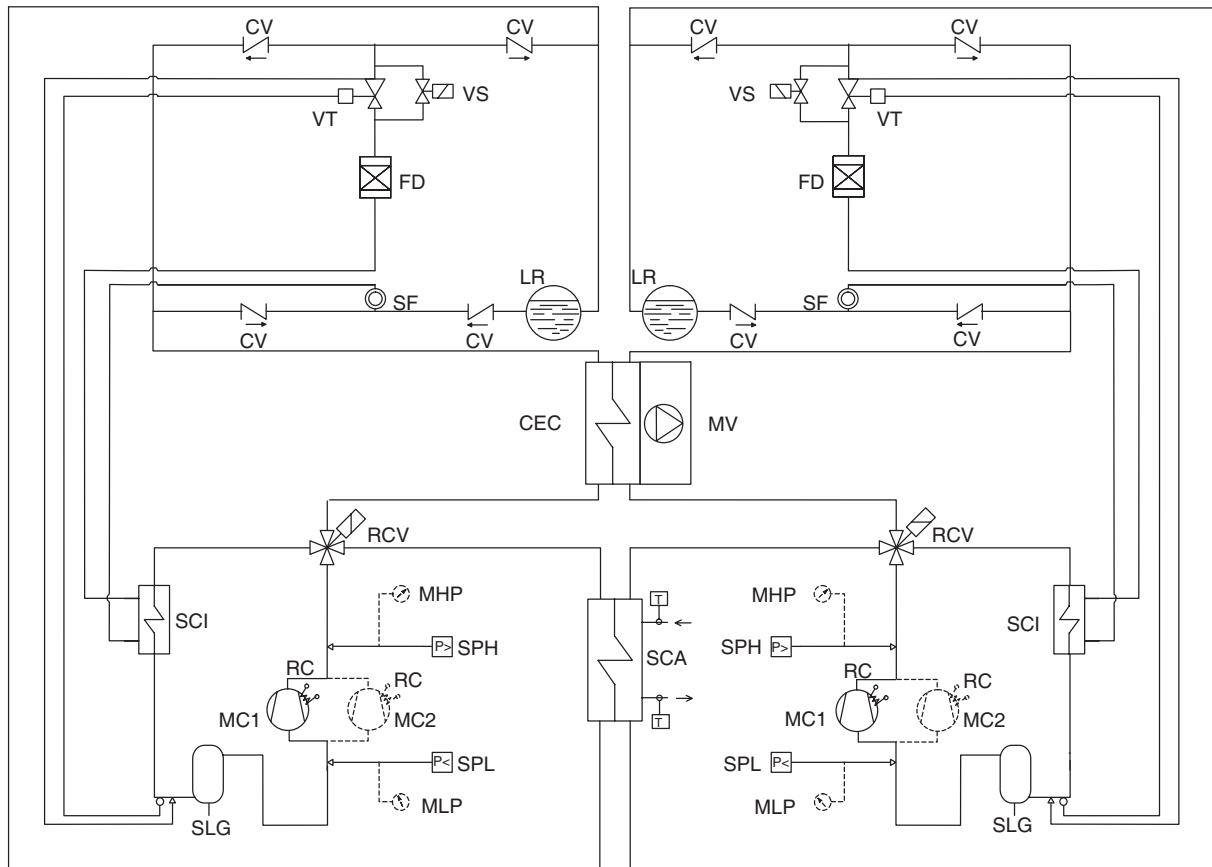 CV CV CV CV
VS VS
VT VT
FD FD
LR LR
SF SF
CV CV CV CV
CEC MV
RCV RCV
MHP MHP
T
SCI SCI
P> SPH SCA SPH P>
RC RC RC RC
MC1 MC2 MC1 MC2
T
P< SPL SPL P<
MLP MLP
SLG SLG